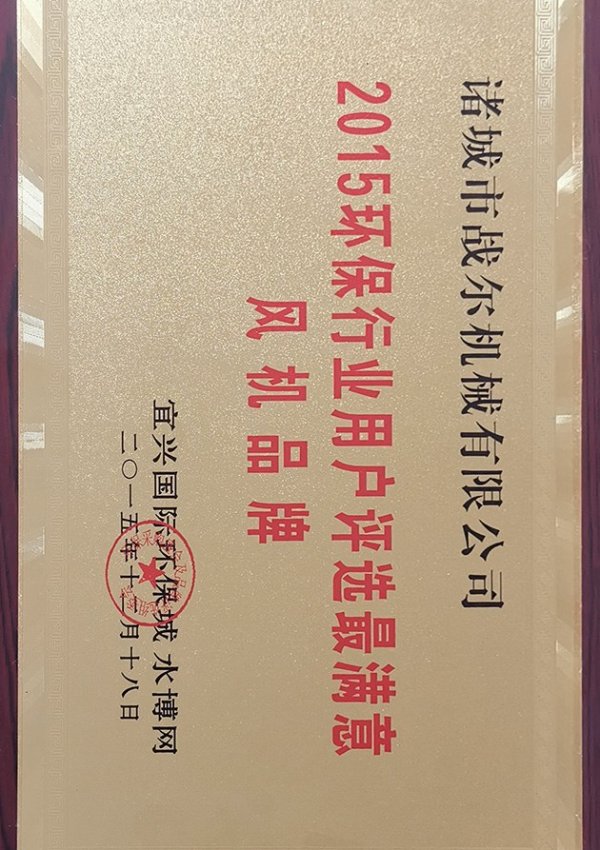 诸城市战尔机械有限公司
2015环保行业用户评选最满意
风机品牌
宜兴国际环保城 水博网
二〇一五年十二月十八日